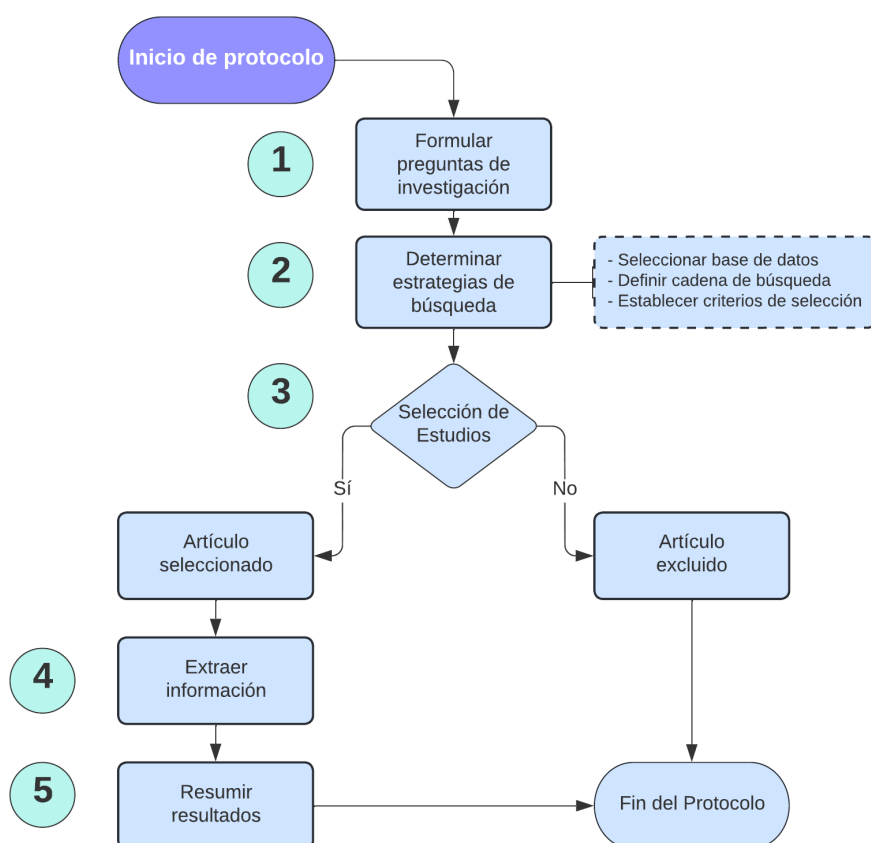 Inicio de protocolo
1
Formular
preguntas de
investigación
2
Determinar
estrategias de
búsqueda
- Seleccionar base de datos
- Definir cadena de búsqueda
- Establecer criterios de selección
3
Selección de
Estudios
Sí
No
Artículo
seleccionado
Artículo
excluido
4
Extraer
información
5
Resumir
resultados
Fin del Protocolo